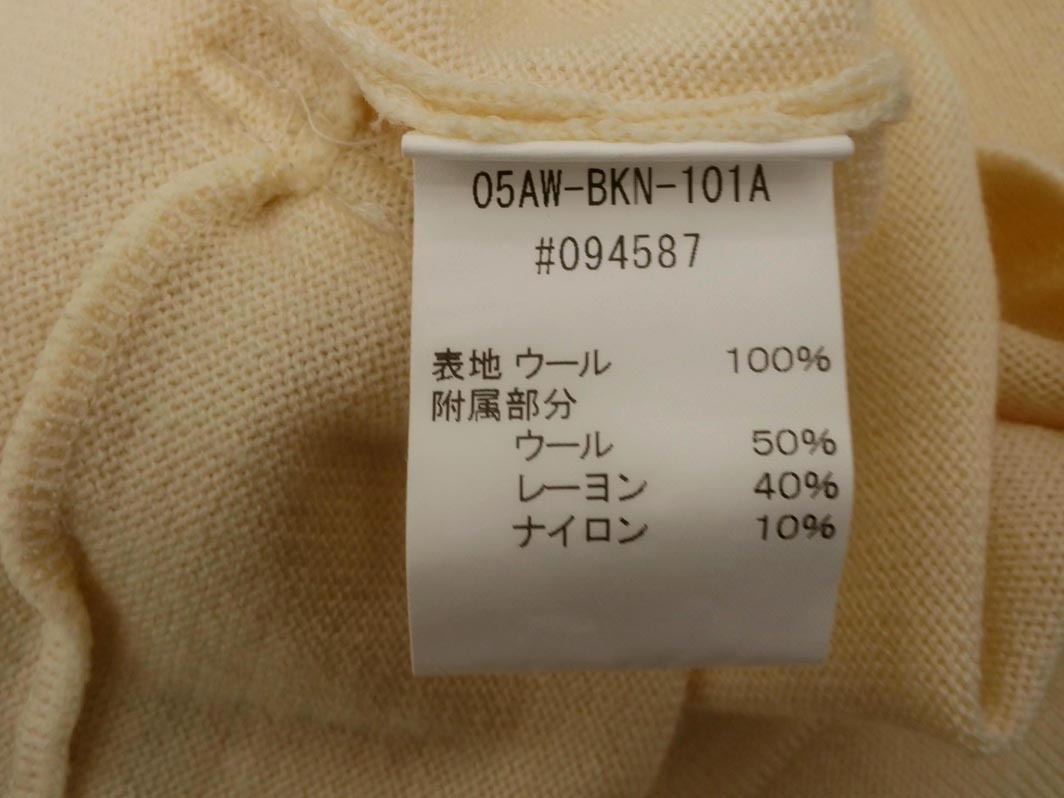 05AW-BKN-101A
#094587
表地 ウール 100%
附属部分
ウール 50%
レーヨン 40%
ナイロン 10%